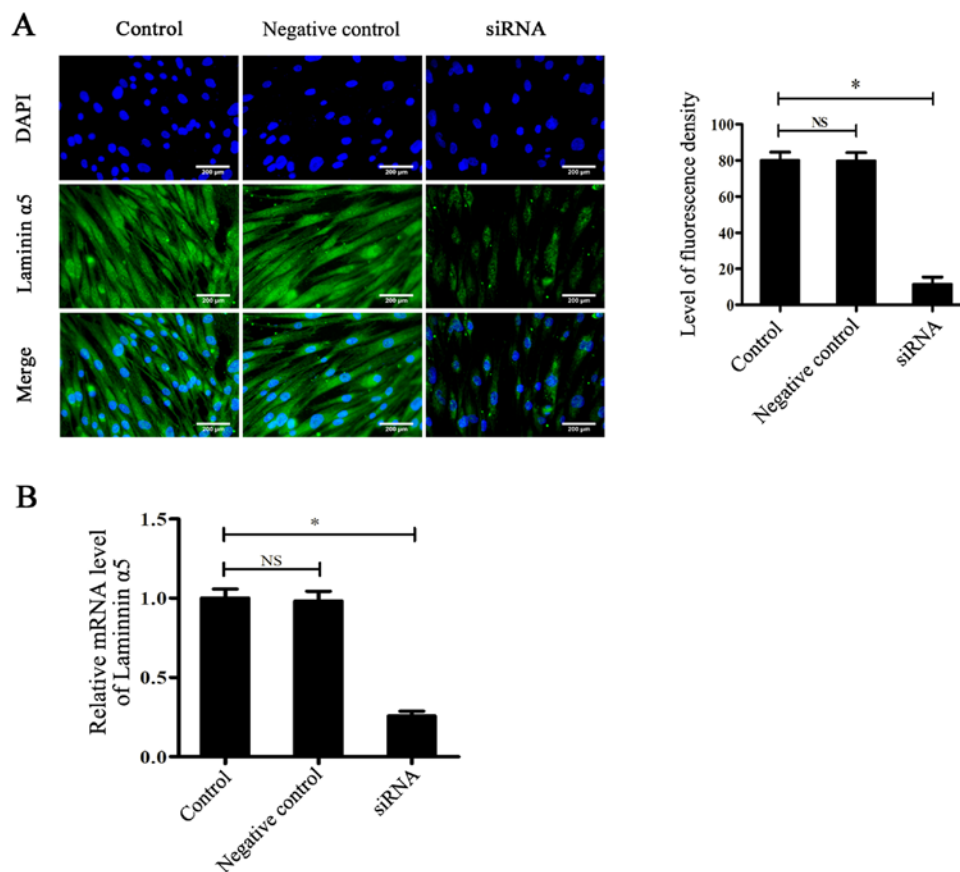 A
Control
Negative control
siRNA
DAPI
200 μm
200 μm
200 μm
Laminin α5
200 μm
200 μm
200 μm
Merge
200 μm
200 μm
200 μm
*
NS
Level of fluorescence density
100
80
60
40
20
0
Control
Negative control
siRNA
B
*
NS
Relative mRNA level
of Laminnin α5
1.5
1.0
0.5
0.0
Control
Negative control
siRNA